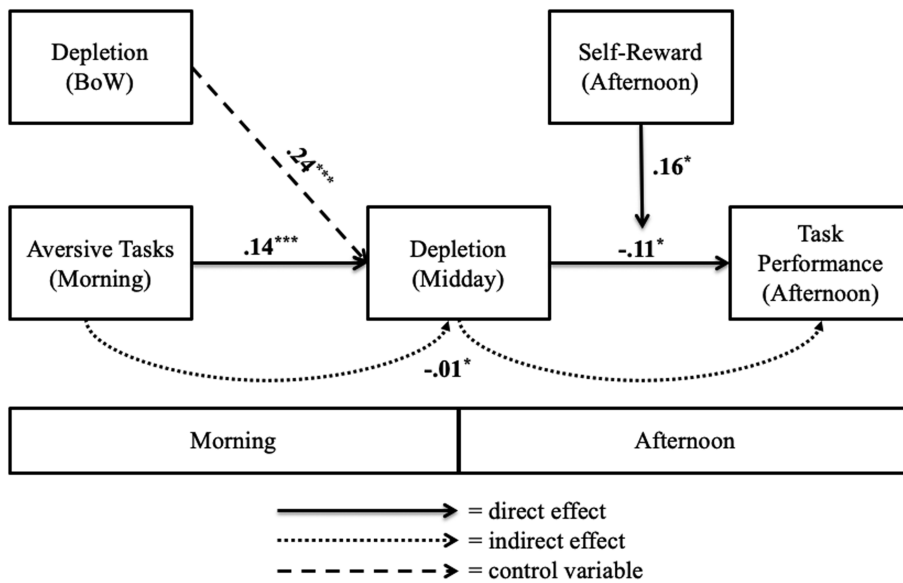 Depletion
(BoW)
Self-Reward
(Afternoon)
.24***
.16*
Aversive Tasks
(Morning)
.14***
Depletion
(Midday)
-.11*
Task
Performance
(Afternoon)
-.01*
Morning
Afternoon
= direct effect
= indirect effect
= control variable